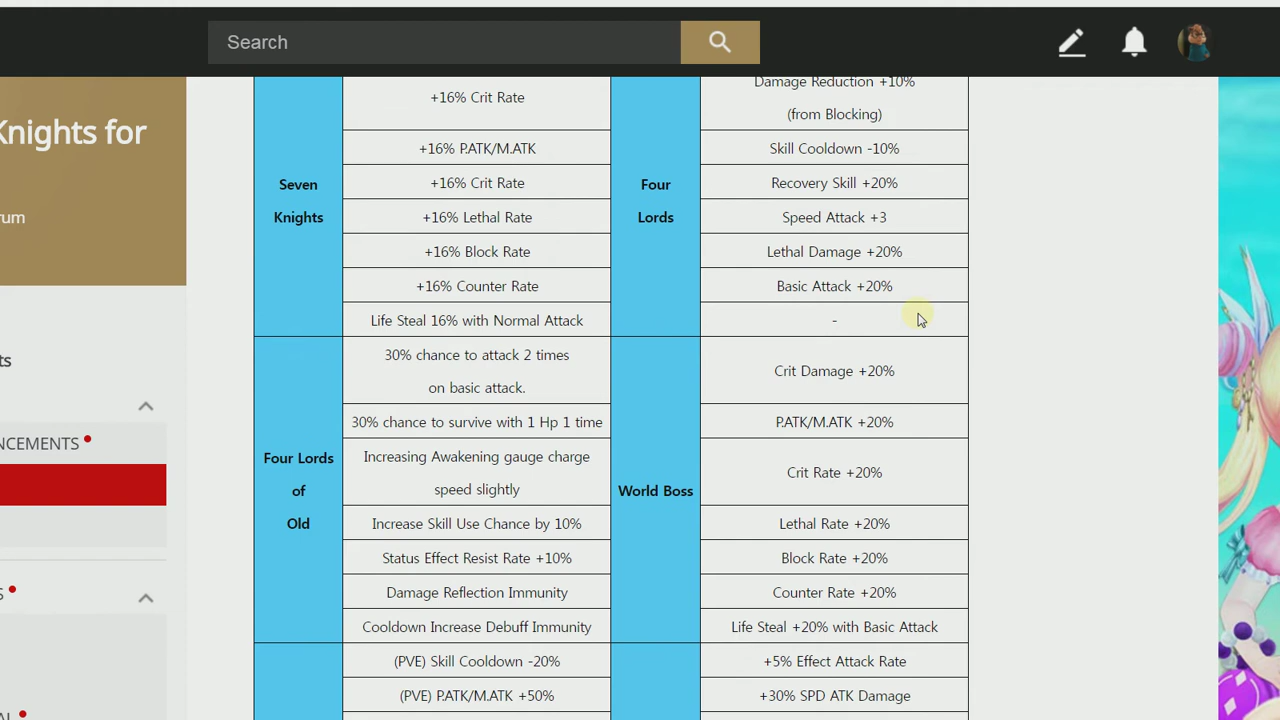 Search
Knights for
rum
ts
NCEMENTS
S
AL
Seven
Knights
+16% Crit Rate
+16% P.ATK/M.ATK
+16% Crit Rate
+16% Lethal Rate
+16% Block Rate
+16% Counter Rate
Life Steal 16% with Normal Attack
Four
Lords
Damage Reduction +10%
(from Blocking)
Skill Cooldown -10%
Recovery Skill +20%
Speed Attack +3
Lethal Damage +20%
Basic Attack +20%
-
Four Lords
of
Old
30% chance to attack 2 times
on basic attack.
30% chance to survive with 1 Hp 1 time
Increasing Awakening gauge charge
speed slightly
Increase Skill Use Chance by 10%
Status Effect Resist Rate +10%
Damage Reflection Immunity
Cooldown Increase Debuff Immunity
World Boss
Crit Damage +20%
P.ATK/M.ATK +20%
Crit Rate +20%
Lethal Rate +20%
Block Rate +20%
Counter Rate +20%
Life Steal +20% with Basic Attack
(PVE) Skill Cooldown -20%
(PVE) P.ATK/M.ATK +50%
+5% Effect Attack Rate
+30% SPD ATK Damage